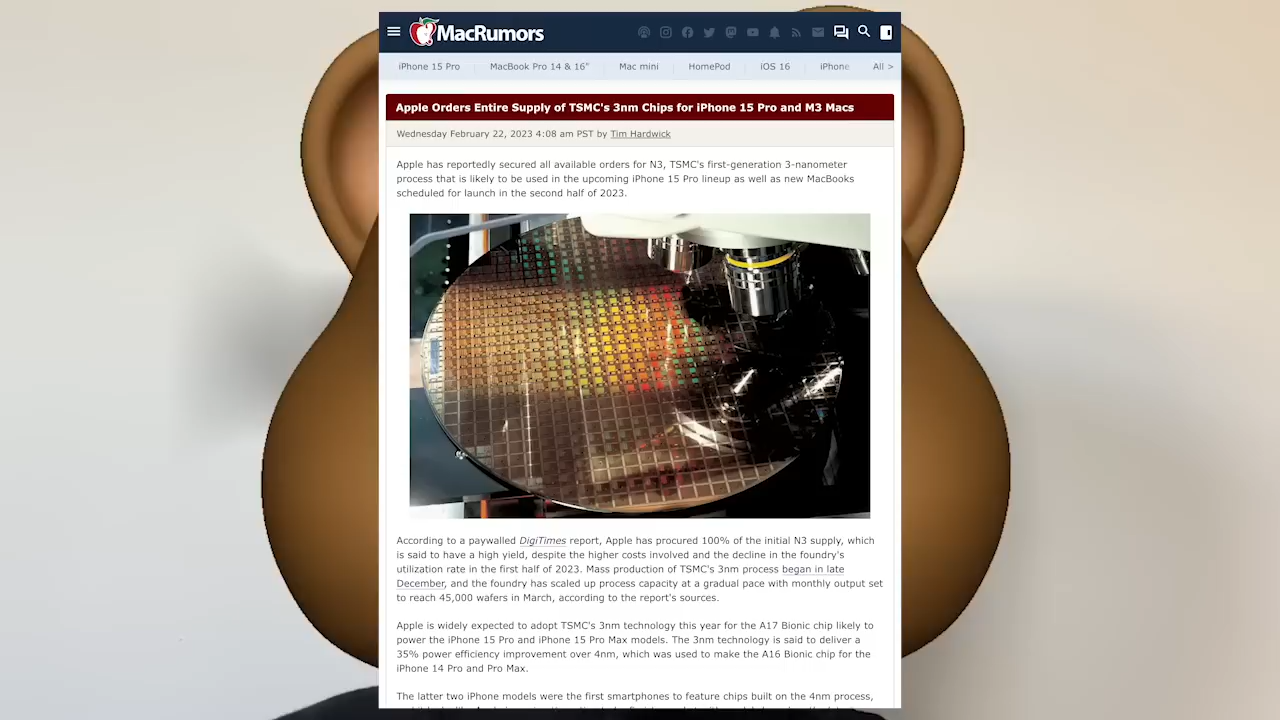 MacRumors
iPhone 15 Pro MacBook Pro 14 & 16" Mac mini HomePod iOS 16 iPhone All >
Apple Orders Entire Supply of TSMC's 3nm Chips for iPhone 15 Pro and M3 Macs
Wednesday February 22, 2023 4:08 am PST by Tim Hardwick
Apple has reportedly secured all available orders for N3, TSMC's first-generation 3-nanometer
process that is likely to be used in the upcoming iPhone 15 Pro lineup as well as new MacBooks
scheduled for launch in the second half of 2023.
According to a paywalled DigiTimes report, Apple has procured 100% of the initial N3 supply, which
is said to have a high yield, despite the higher costs involved and the decline in the foundry's
utilization rate in the first half of 2023. Mass production of TSMC's 3nm process began in late
December, and the foundry has scaled up process capacity at a gradual pace with monthly output set
to reach 45,000 wafers in March, according to the report's sources.
Apple is widely expected to adopt TSMC's 3nm technology this year for the A17 Bionic chip likely to
power the iPhone 15 Pro and iPhone 15 Pro Max models. The 3nm technology is said to deliver a
35% power efficiency improvement over 4nm, which was used to make the A16 Bionic chip for the
iPhone 14 Pro and Pro Max.
The latter two iPhone models were the first smartphones to feature chips built on the 4nm process,